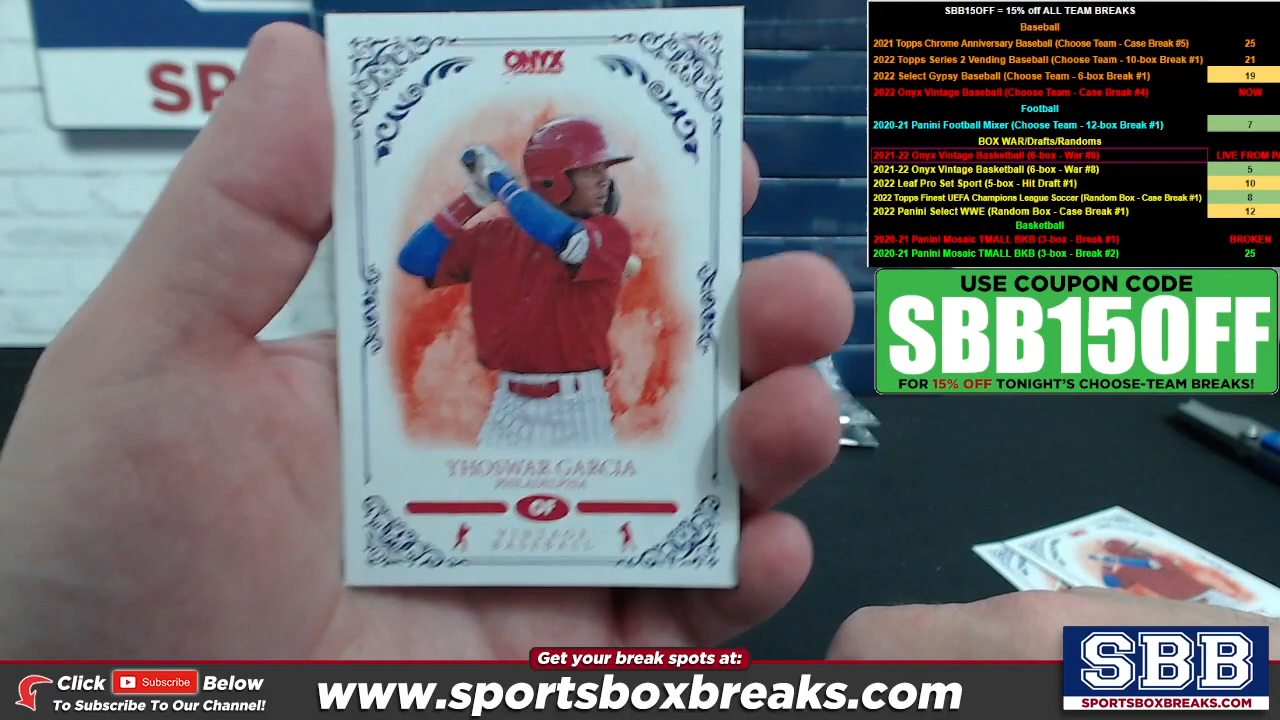 SP
ONYX
YHOSWAR GARCIA
PHILADELPHIA
OF
VINTAGE
BASEBALL
SBB15OFF = 15% off ALL TEAM BREAKS
Baseball
2021 Topps Chrome Anniversary Baseball (Choose Team - Case Break #5) 25
2022 Topps Series 2 Vending Baseball (Choose Team - 10-box Break #1) 21
2022 Select Gypsy Baseball (Choose Team - 6-box Break #1) 19
2022 Onyx Vintage Baseball (Choose Team - Case Break #4) NOW
Football
2020-21 Panini Football Mixer (Choose Team - 12-box Break #1) 7
BOX WAR/Drafts/Randoms
2021-22 Onyx Vintage Basketball (6-box - War #8) LIVE FROM
2021-22 Onyx Vintage Basketball (6-box - War #8) 5
2022 Leaf Pro Set Sport (5-box - Hit Draft #1) 10
2022 Topps Finest UEFA Champions League Soccer (Random Box - Case Break #1) 8
2022 Panini Select WWE (Random Box - Case Break #1) 12
Basketball
2020-21 Panini Mosaic TMALL BKB (3-box - Break #1) BROKEN
2020-21 Panini Mosaic TMALL BKB (3-box - Break #2) 25
USE COUPON CODE
SBB15OFF
FOR 15% OFF TONIGHT'S CHOOSE-TEAM BREAKS!
Get your break spots at:
Click Subscribe Below
To Subscribe To Our Channel!
www.sportsboxbreaks.com
SBB
SPORTSBOXBREAKS.COM